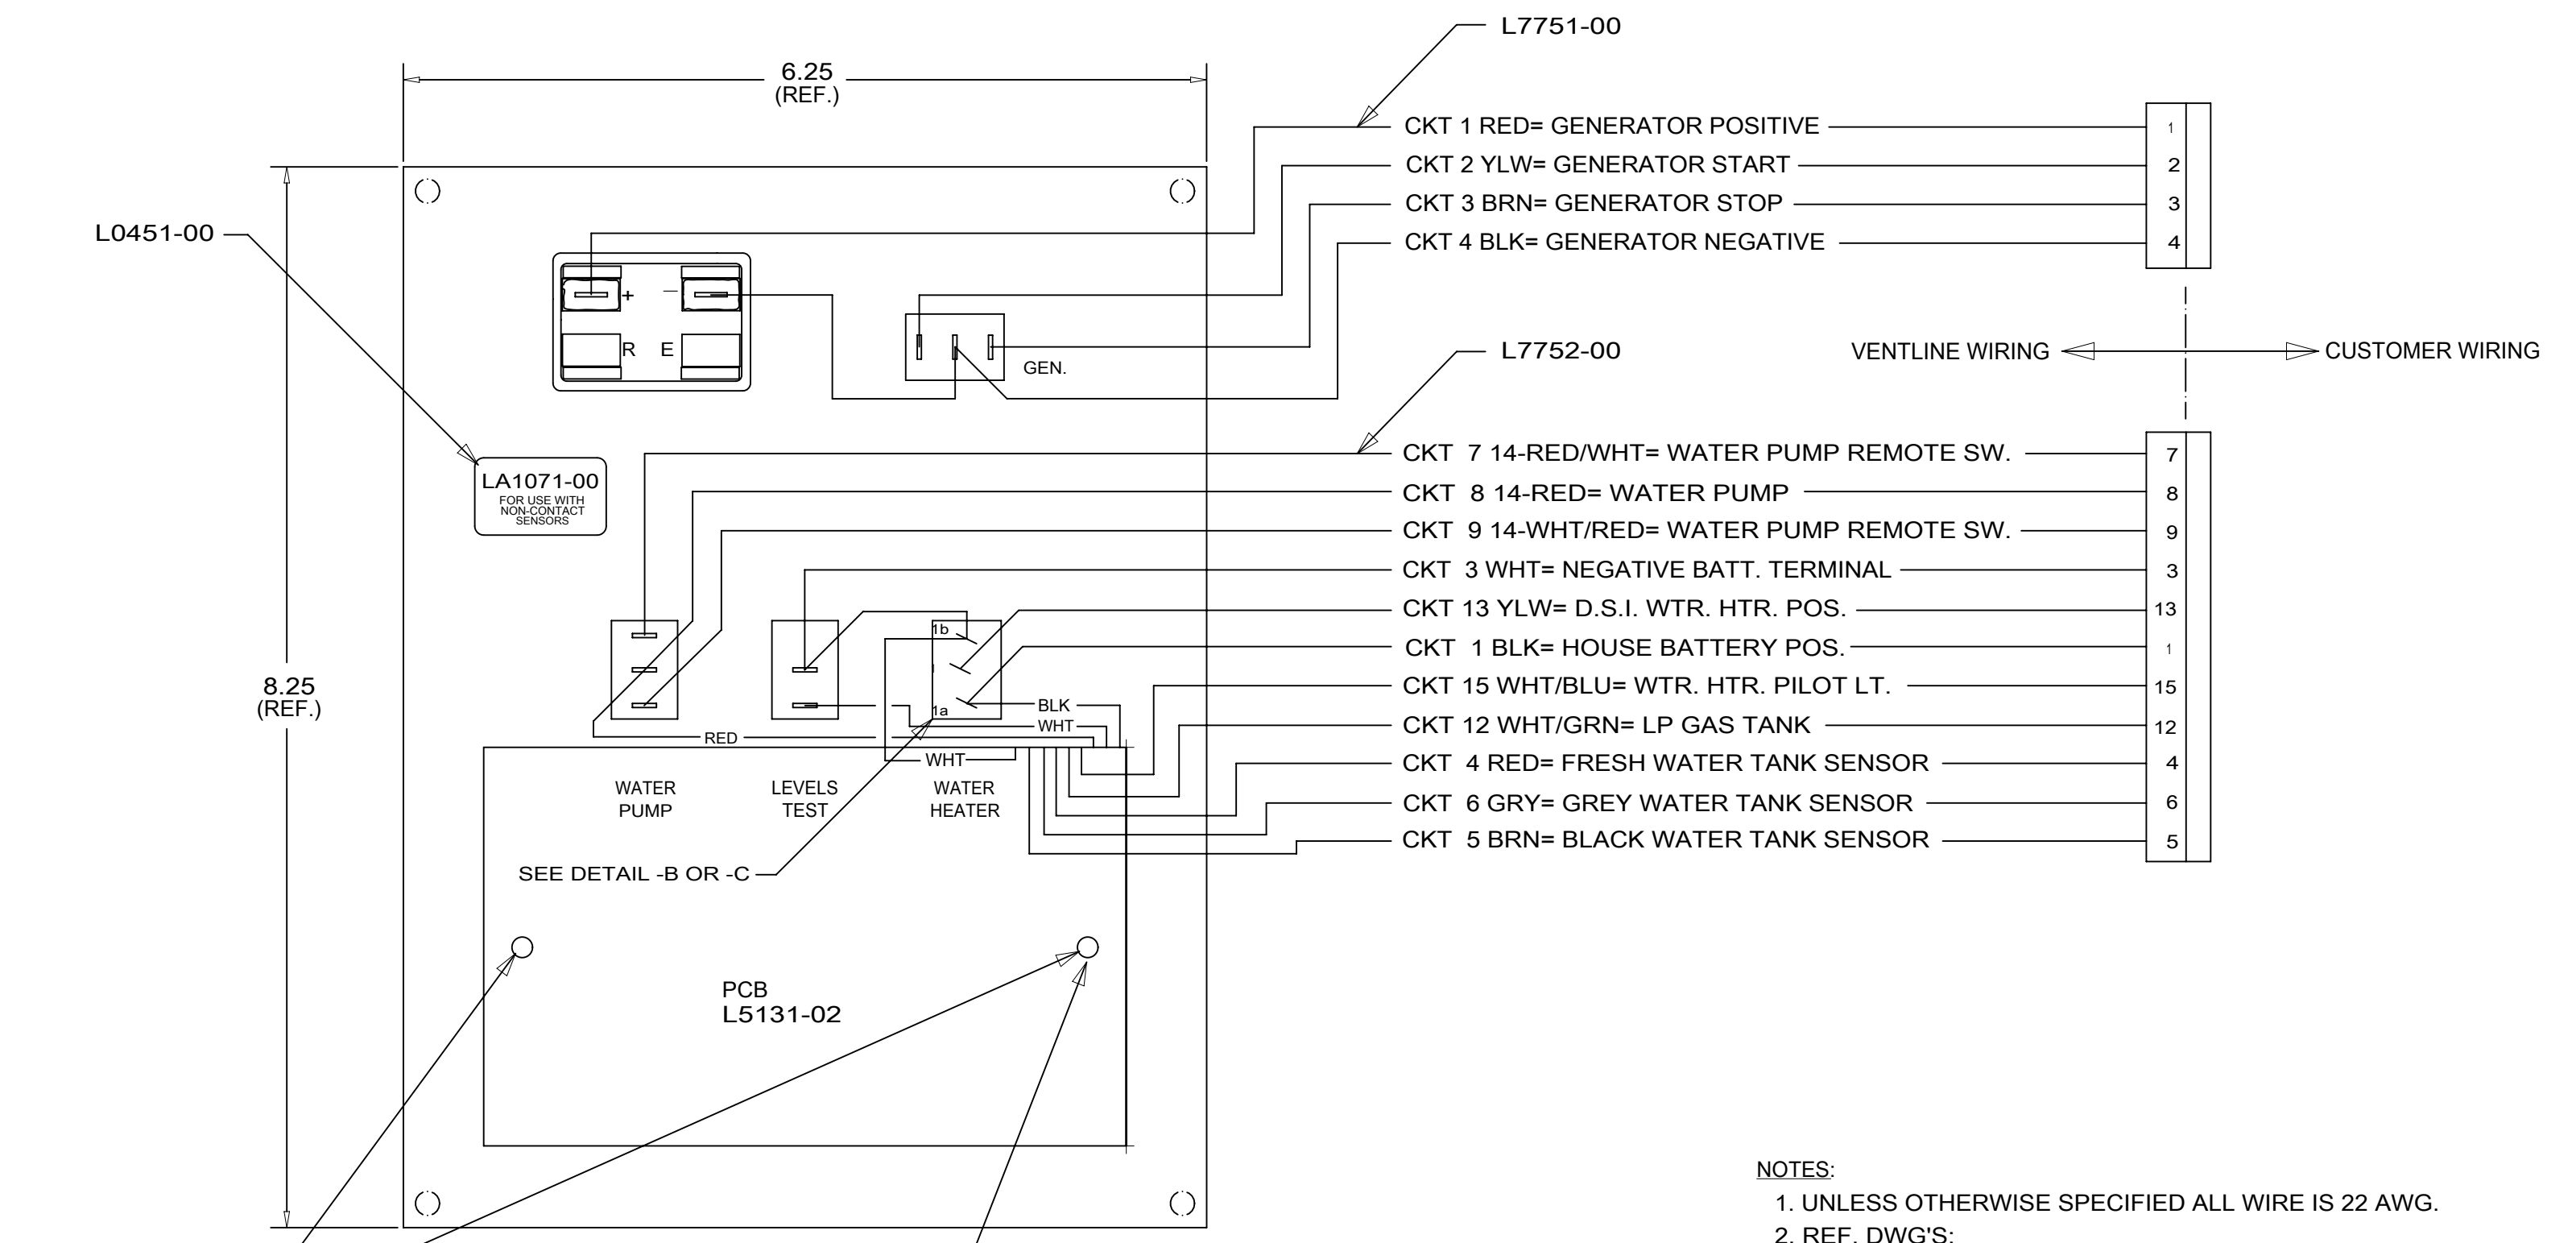 L7751-00
6.25
(REF.)
CKT 1 RED= GENERATOR POSITIVE
1
CKT 2 YLW= GENERATOR START
2
CKT 3 BRN= GENERATOR STOP
3
CKT 4 BLK= GENERATOR NEGATIVE
4
L0451-00
+ —
R E
GEN.
L7752-00
VENTLINE WIRING
CUSTOMER WIRING
CKT 7 14-RED/WHT= WATER PUMP REMOTE SW.
7
CKT 8 14-RED= WATER PUMP
8
CKT 9 14-WHT/RED= WATER PUMP REMOTE SW.
9
CKT 3 WHT= NEGATIVE BATT. TERMINAL
3
CKT 13 YLW= D.S.I. WTR. HTR. POS.
13
CKT 1 BLK= HOUSE BATTERY POS.
1
CKT 15 WHT/BLU= WTR. HTR. PILOT LT.
15
CKT 12 WHT/GRN= LP GAS TANK
12
CKT 4 RED= FRESH WATER TANK SENSOR
4
CKT 6 GRY= GREY WATER TANK SENSOR
6
CKT 5 BRN= BLACK WATER TANK SENSOR
5
LA1071-00
FOR USE WITH
NON-CONTACT
SENSORS
8.25
(REF.)
1b
1a
BLK
WHT
RED
WHT
WATER
PUMP
LEVELS
TEST
WATER
HEATER
SEE DETAIL -B OR -C
PCB
L5131-02
NOTES:
1. UNLESS OTHERWISE SPECIFIED ALL WIRE IS 22 AWG.
2. REF. DWG'S: